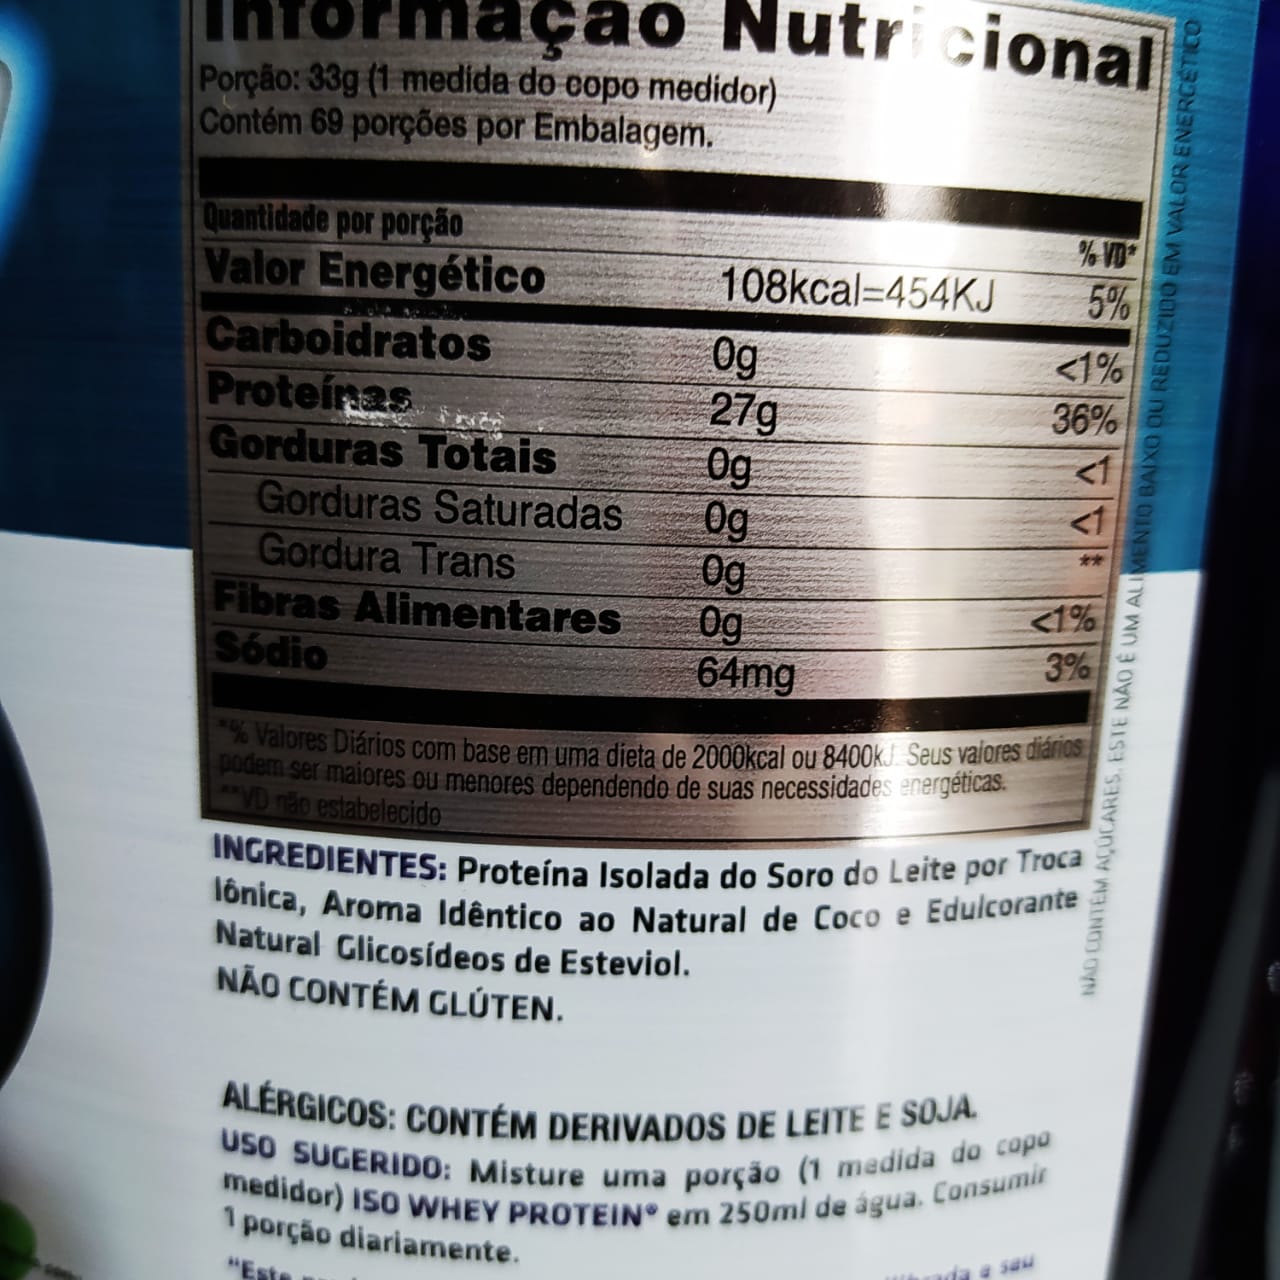 Informação Nutricional
Porção: 33g (1 medida do copo medidor)
Contém 69 porções por Embalagem.
Quantidade por porção
% VD*
Valor Energético 108kcal=454KJ 5%
Carboidratos 0g <1%
Proteínas 27g 36%
Gorduras Totais 0g <1
Gorduras Saturadas 0g <1
Gordura Trans 0g **
Fibras Alimentares 0g <1%
Sódio 64mg 3%
*% Valores Diários com base em uma dieta de 2000kcal ou 8400kJ. Seus valores diários
podem ser maiores ou menores dependendo de suas necessidades energéticas.
**VD não estabelecido
NÃO CONTÉM AÇÚCARES. ESTE NÃO É UM ALIMENTO BAIXO OU REDUZIDO EM VALOR ENERGÉTICO
INGREDIENTES: Proteína Isolada do Soro do Leite por Troca
Iônica, Aroma Idêntico ao Natural de Coco e Edulcorante
Natural Glicosídeos de Esteviol.
NÃO CONTÉM GLÚTEN.
ALÉRGICOS: CONTÉM DERIVADOS DE LEITE E SOJA.
USO SUGERIDO: Misture uma porção (1 medida do copo
medidor) ISO WHEY PROTEIN® em 250ml de água. Consumir
1 porção diariamente.
"Este
a seu